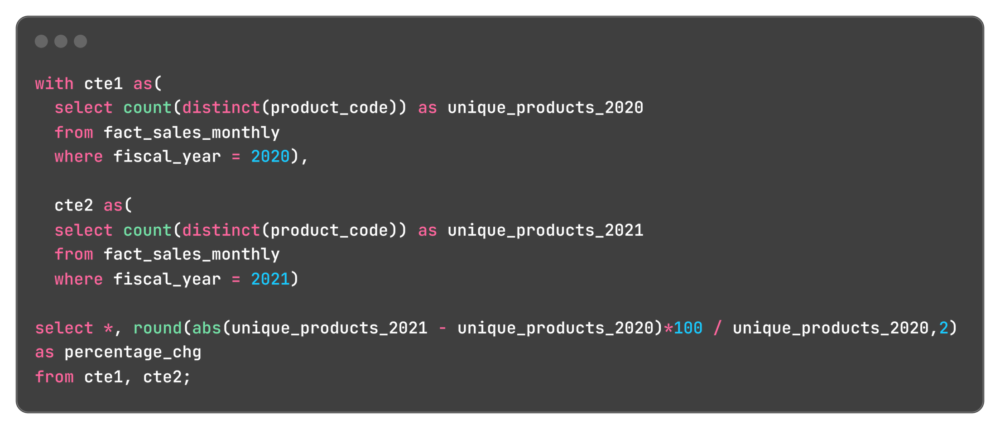 with cte1 as(
  select count(distinct(product_code)) as unique_products_2020
  from fact_sales_monthly
  where fiscal_year = 2020),

  cte2 as(
  select count(distinct(product_code)) as unique_products_2021
  from fact_sales_monthly
  where fiscal_year = 2021)

select *, round(abs(unique_products_2021 - unique_products_2020)*100 / unique_products_2020,2)
as percentage_chg
from cte1, cte2;